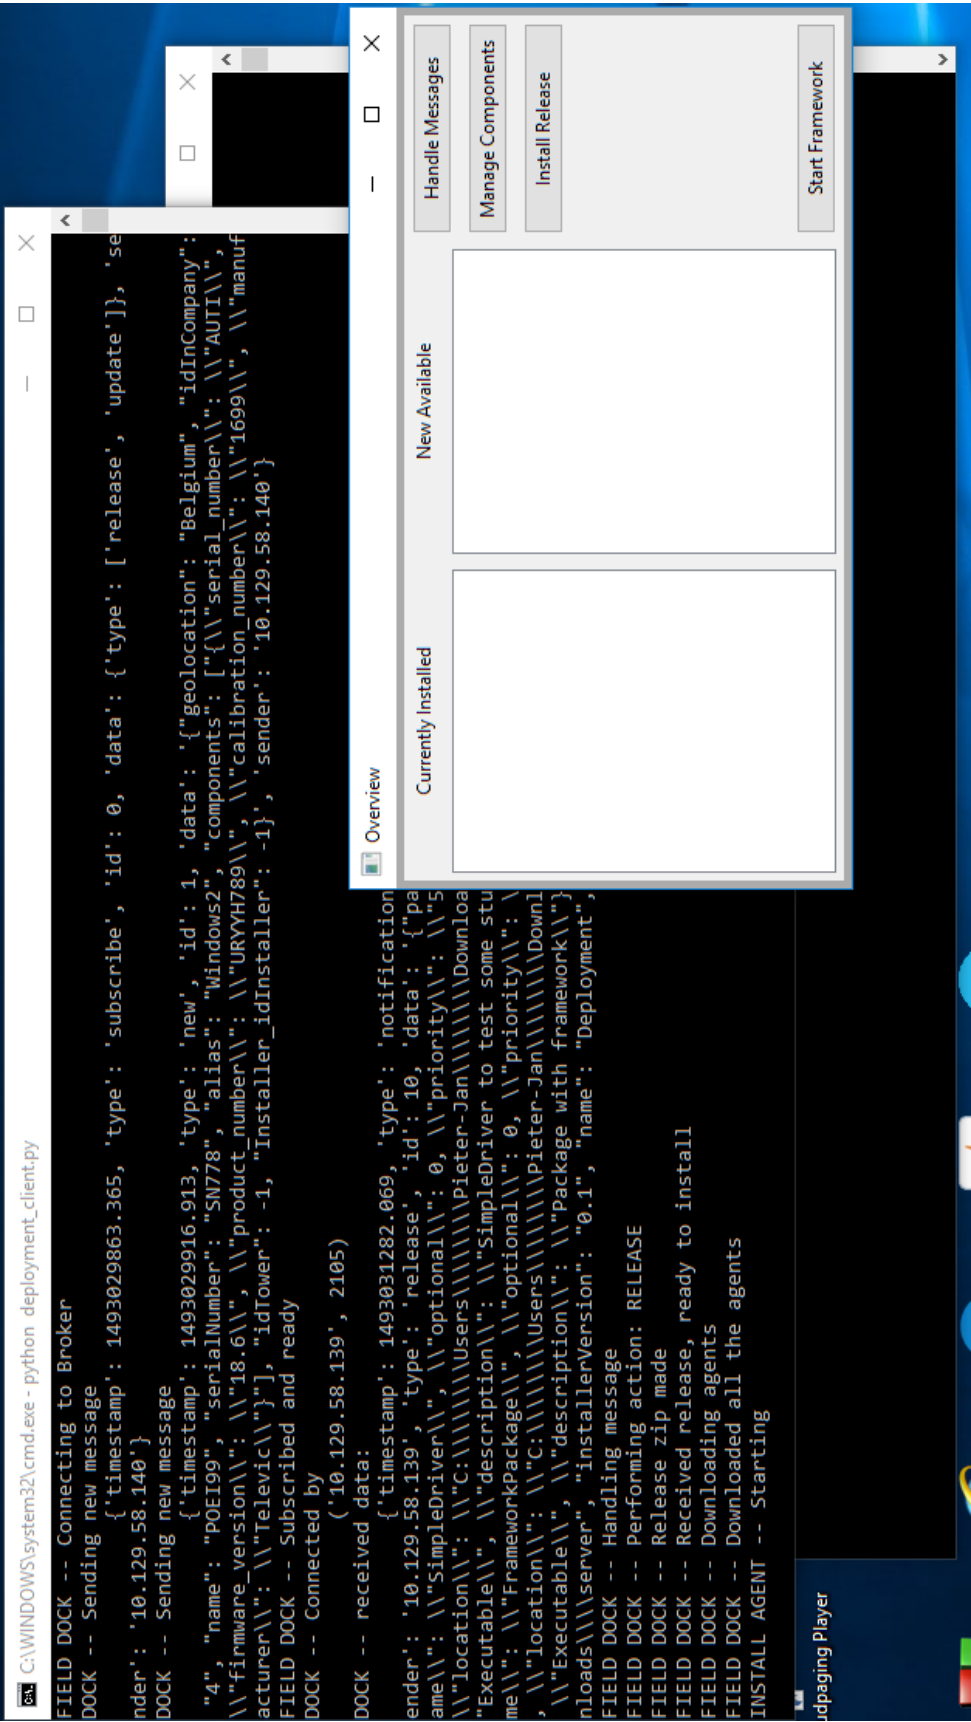 C:\WINDOWS\system32\cmd.exe - python deployment_client.py
FIELD DOCK -- Connecting to Broker
DOCK -- Sending new message
{'timestamp': 1493029863.365, 'type': 'subscribe', 'id': 0, 'data': {'type': ['release', 'update']}, 'se
nder': '10.129.58.140'}
DOCK -- Sending new message
{'timestamp': 1493029916.913, 'type': 'new', 'id': 1, 'data': '{"geolocation": "Belgium", "idInCompany":
"4", "name": "POEI99", "serialNumber": "SN778", "alias": "Windows2", "components": ["{\\"serial_number\\": \\"AUTI\\",
\\"firmware_version\\": \\"18.6\\", \\"product_number\\": \\"URYYH789\\", \\"calibration_number\\": \\"1699\\", \\"manuf
acturer\\": \\"Televic\\"}"], "idTower": -1, "Installer_idInstaller": -1}', 'sender': '10.129.58.140'}
FIELD DOCK -- Subscribed and ready
DOCK -- Connected by
('10.129.58.139', 2105)
DOCK -- received data:
{'timestamp': 1493031282.069, 'type': 'notification
ender': '10.129.58.139', 'type': 'release', 'id': 10, 'data': '{"pa
ame\\": \\"SimpleDriver\\", \\"optional\\": 0, \\"priority\\": \\"5
\\"location\\": \\"C:\\\\\\\\Users\\\\\\\\Pieter-Jan\\\\\\\\Downloa
"Executable\\", \\"description\\": \\"SimpleDriver to test some stu
me\\": \\"FrameworkPackage\\", \\"optional\\": 0, \\"priority\\": \
, \\"location\\": \\"C:\\\\\\\\Users\\\\\\\\Pieter-Jan\\\\\\\\Downl
\\"Executable\\", \\"description\\": \\"Package with framework\\"}
nloads\\\\server", "installerVersion": "0.1", "name": "Deployment",
FIELD DOCK -- Handling message
FIELD DOCK -- Performing action: RELEASE
FIELD DOCK -- Release zip made
FIELD DOCK -- Received release, ready to install
FIELD DOCK -- Downloading agents
FIELD DOCK -- Downloaded all the agents
INSTALL AGENT -- Starting
Overview
Currently Installed
New Available
Handle Messages
Manage Components
Install Release
Start Framework
udpaging Player